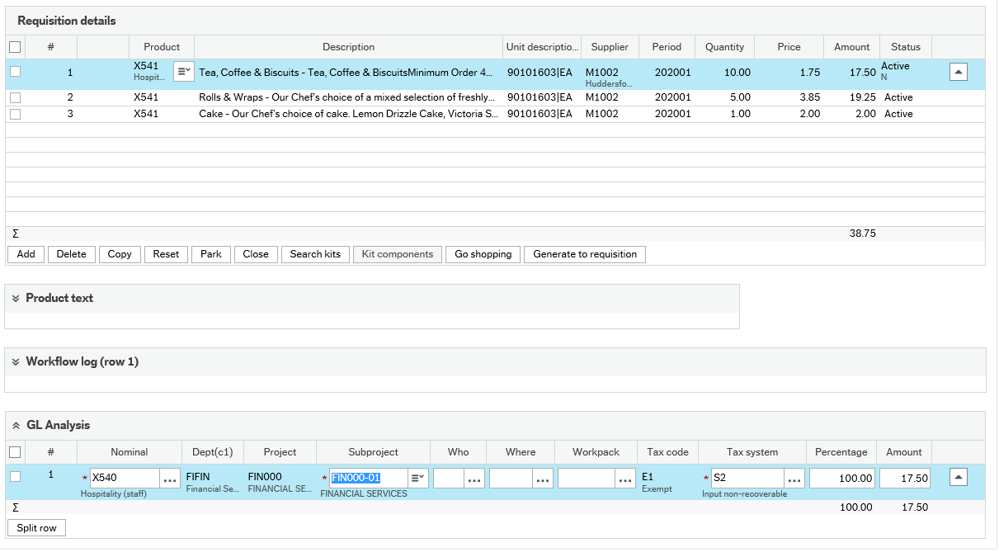 Requisition details
# Product Description Unit descriptio... Supplier Period Quantity Price Amount Status
1 X541 Tea, Coffee & Biscuits - Tea, Coffee & BiscuitsMinimum Order 4... 90101603|EA M1002 202001 10.00 1.75 17.50 Active
Hospit... Huddersfo... N
2 X541 Rolls & Wraps - Our Chef's choice of a mixed selection of freshly... 90101603|EA M1002 202001 5.00 3.85 19.25 Active
3 X541 Cake - Our Chef's choice of cake. Lemon Drizzle Cake, Victoria S... 90101603|EA M1002 202001 1.00 2.00 2.00 Active
Σ 38.75
Add Delete Copy Reset Park Close Search kits Kit components Go shopping Generate to requisition
Product text
Workflow log (row 1)
GL Analysis
# Nominal Dept(c1) Project Subproject Who Where Workpack Tax code Tax system Percentage Amount
1 * X540 ... FIFIN FIN000 * FIN000-01 ... ... ... E1 * S2 ... 100.00 17.50
Hospitality (staff) Financial Se... FINANCIAL SE... FINANCIAL SERVICES Exempt Input non-recoverable
Σ 100.00 17.50
Split row